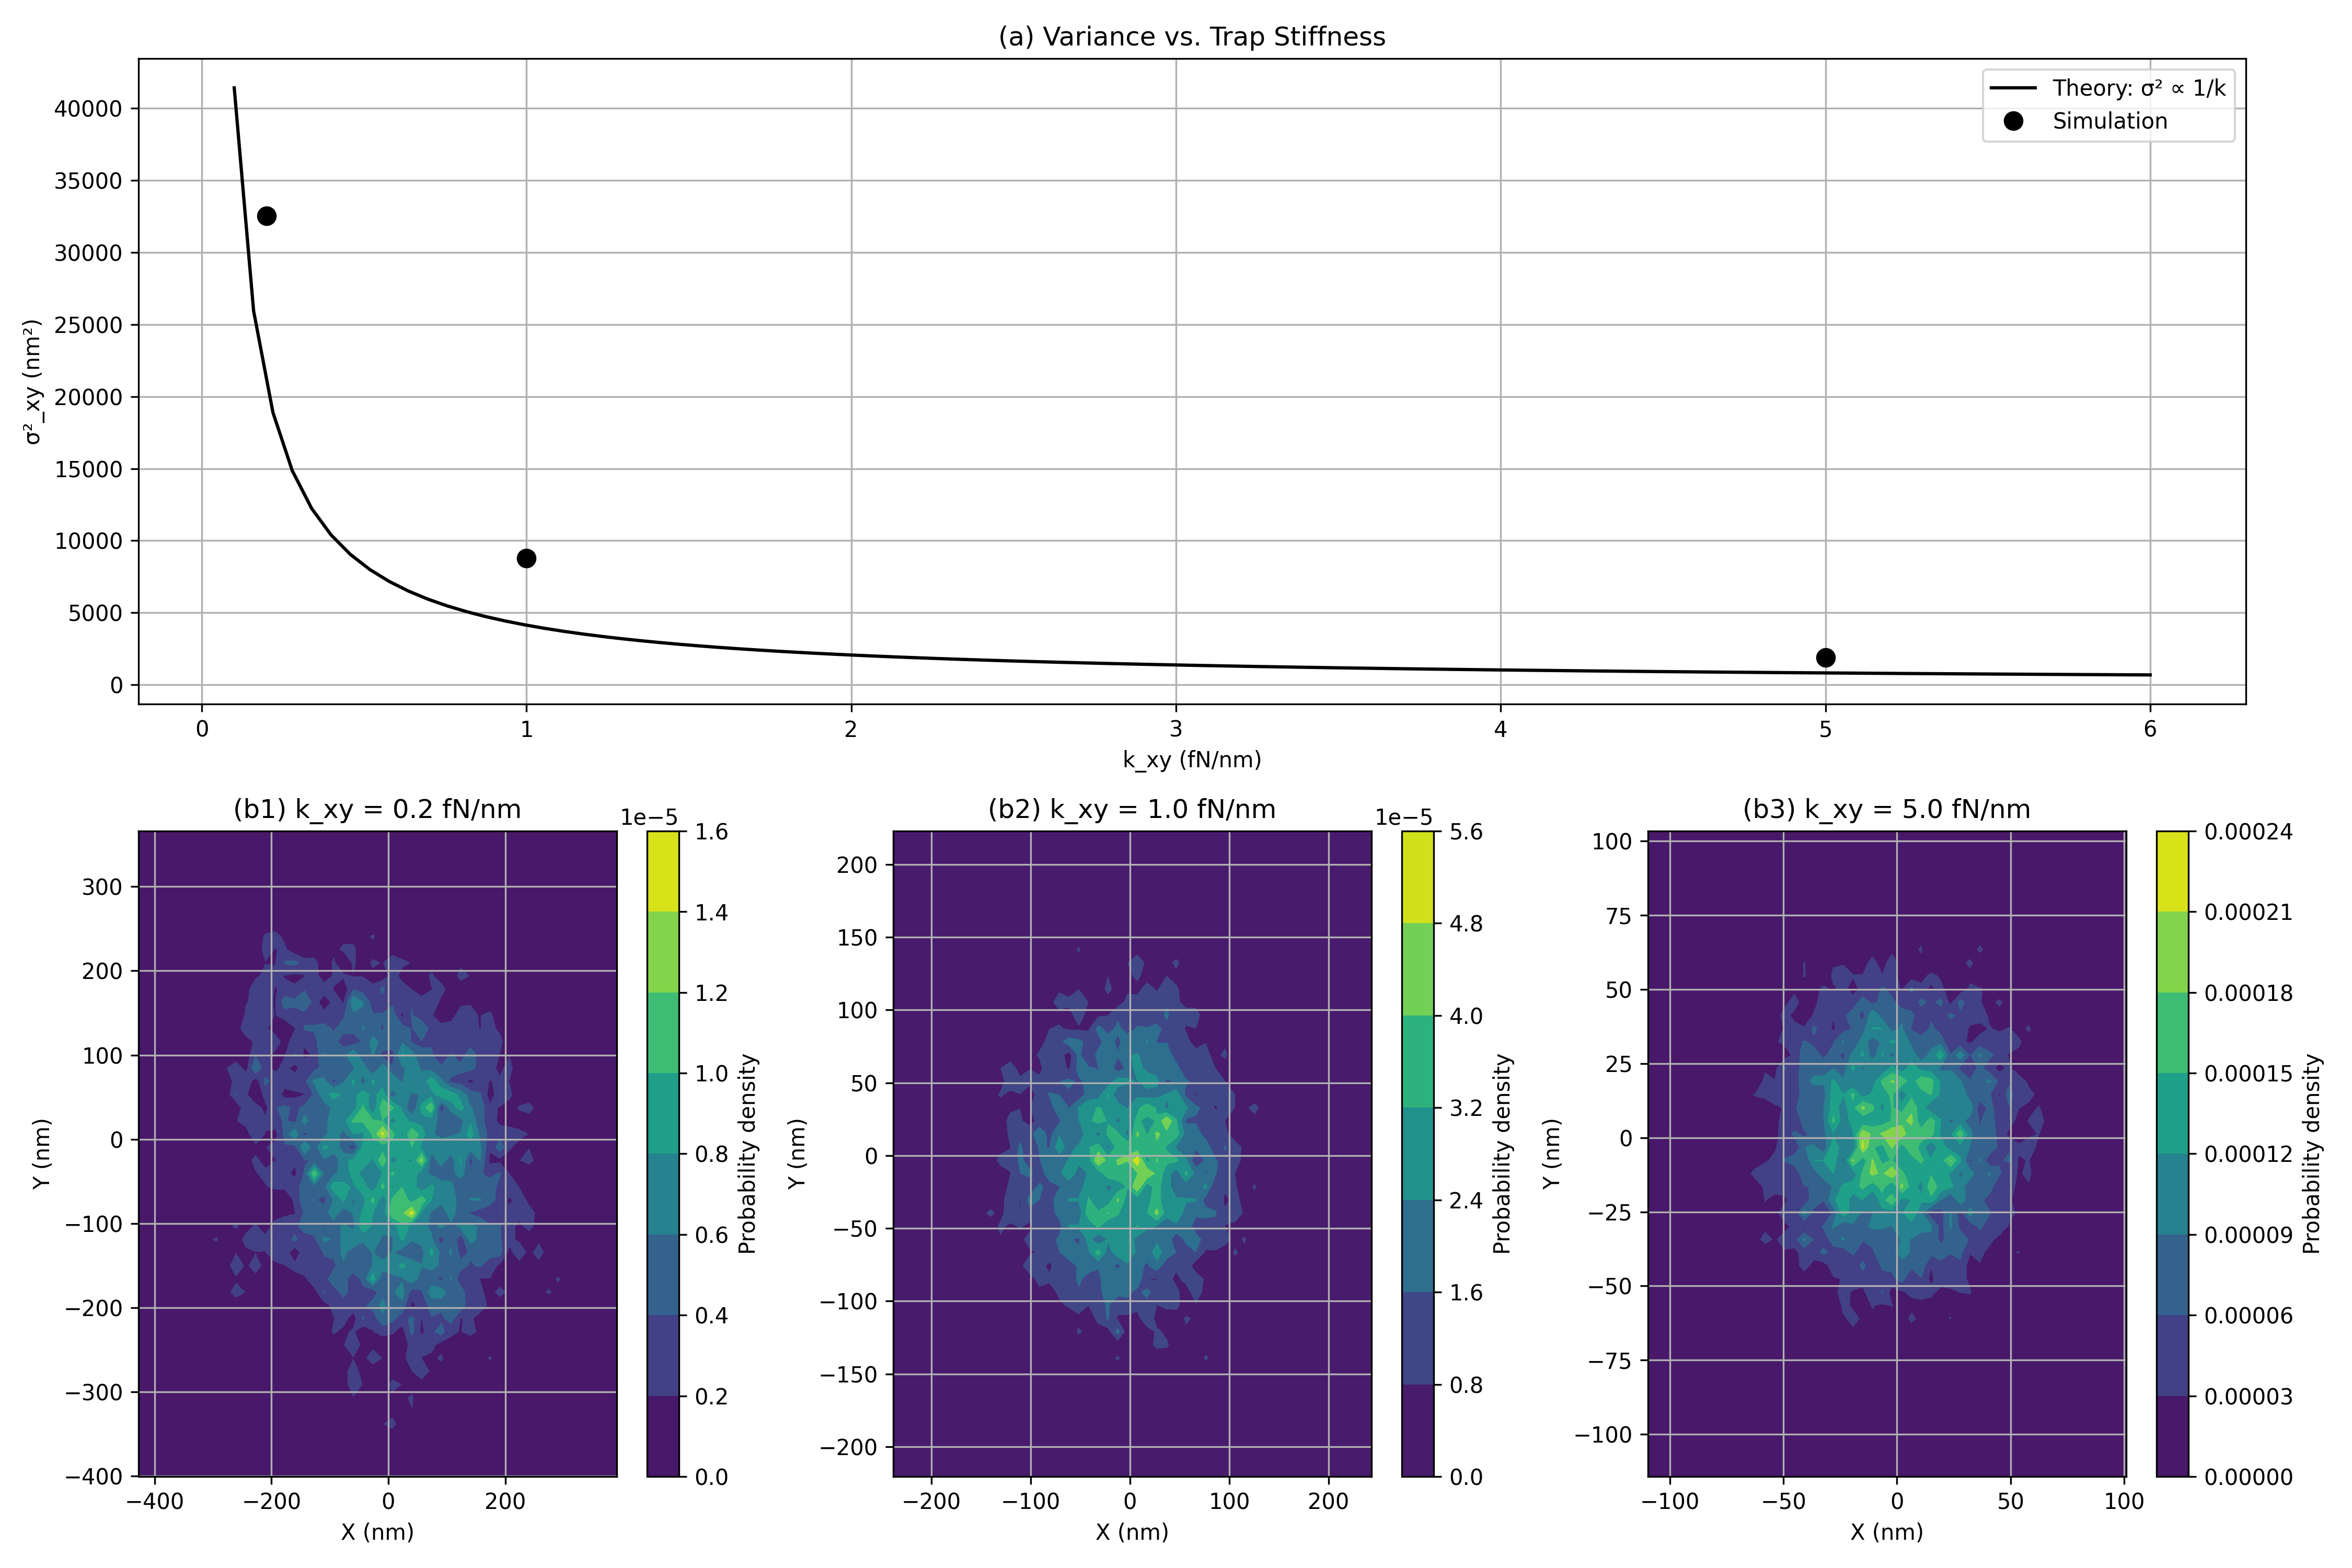 (a) Variance vs. Trap Stiffness
σ²_xy (nm²)
40000
35000
30000
25000
20000
15000
10000
5000
0
Theory: σ² ∝ 1/k
Simulation
0 1 2 3 4 5 6
k_xy (fN/nm)
(b1) k_xy = 0.2 fN/nm
Y (nm)
300
200
100
0
−100
−200
−300
−400
−400 −200 0 200
X (nm)
1e−5
1.6
1.4
1.2
1.0
0.8
0.6
0.4
0.2
0.0
Probability density
(b2) k_xy = 1.0 fN/nm
Y (nm)
200
150
100
50
0
−50
−100
−150
−200
−200 −100 0 100 200
X (nm)
1e−5
5.6
4.8
4.0
3.2
2.4
1.6
0.8
0.0
Probability density
(b3) k_xy = 5.0 fN/nm
Y (nm)
100
75
50
25
0
−25
−50
−75
−100
−100 −50 0 50 100
X (nm)
0.00024
0.00021
0.00018
0.00015
0.00012
0.00009
0.00006
0.00003
0.00000
Probability density